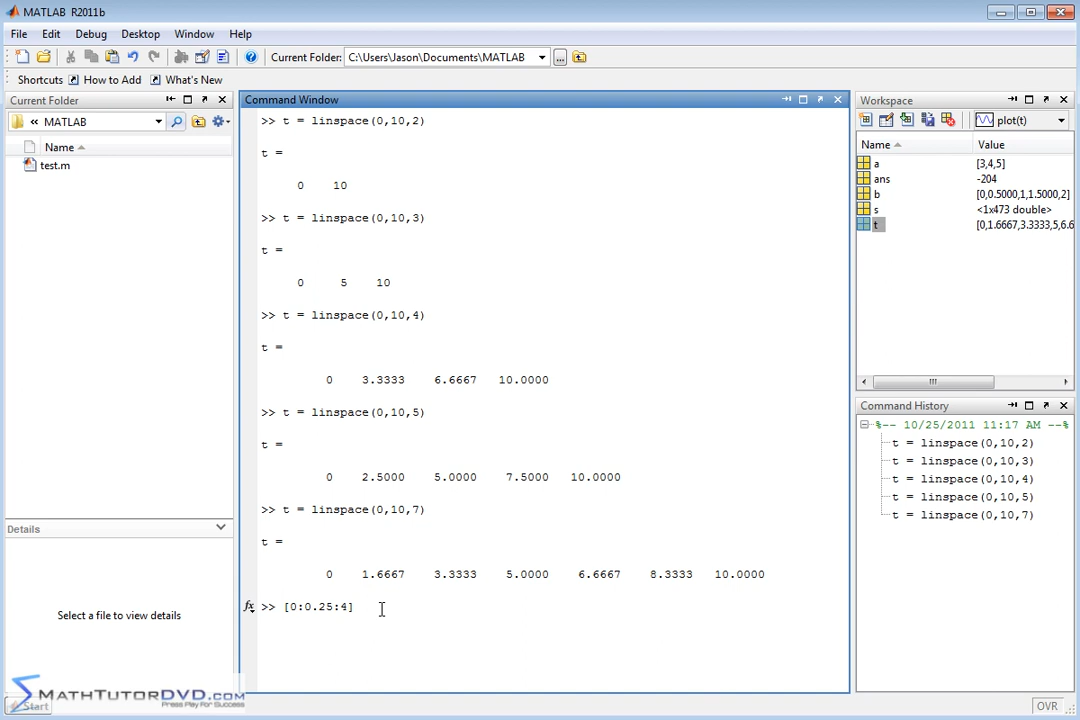 MATLAB R2011b
File Edit Debug Desktop Window Help
Current Folder: C:\Users\Jason\Documents\MATLAB ...
Shortcuts How to Add What's New
Current Folder
« MATLAB
Name
test.m
Details
Select a file to view details
Start
MATHTUTORDVD.COM
Press Play For Success
Command Window
>> t = linspace(0,10,2)
t =
0 10
>> t = linspace(0,10,3)
t =
0 5 10
>> t = linspace(0,10,4)
t =
0 3.3333 6.6667 10.0000
>> t = linspace(0,10,5)
t =
0 2.5000 5.0000 7.5000 10.0000
>> t = linspace(0,10,7)
t =
0 1.6667 3.3333 5.0000 6.6667 8.3333 10.0000
fx >> [0:0.25:4]
Workspace
plot(t)
Name Value
a [3,4,5]
ans -204
b [0,0.5000,1,1.5000,2]
s <1x473 double>
t [0,1.6667,3.3333,5,6.6
Command History
%-- 10/25/2011 11:17 AM --%
t = linspace(0,10,2)
t = linspace(0,10,3)
t = linspace(0,10,4)
t = linspace(0,10,5)
t = linspace(0,10,7)
OVR